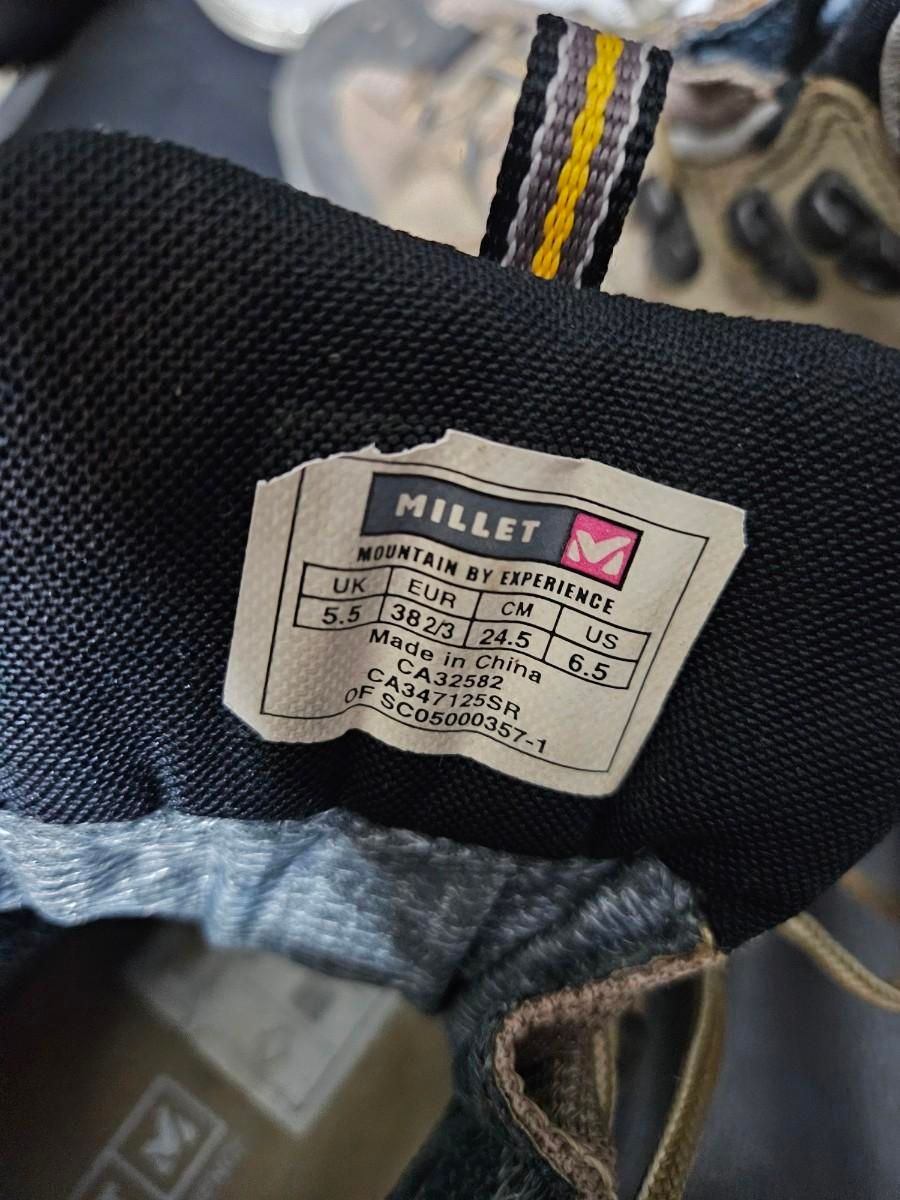 MILLET
MOUNTAIN BY EXPERIENCE
UK EUR CM US
5.5 38 2/3 24.5 6.5
Made in China
CA32582
CA347125SR
OF SC05000357-1